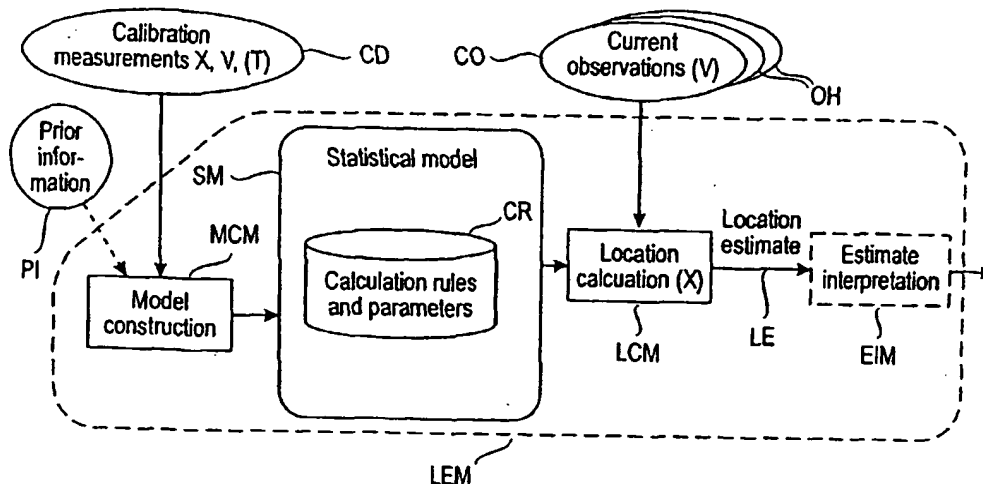 Calibration
measurements X, V, (T)
CD
CO
Current
observations (V)
OH
Prior
infor-
mation
PI
SM
Statistical model
CR
Calculation rules
and parameters
MCM
Model
construction
Location
calcuation (X)
LCM
Location
estimate
LE
Estimate
interpretation
EIM
LEM